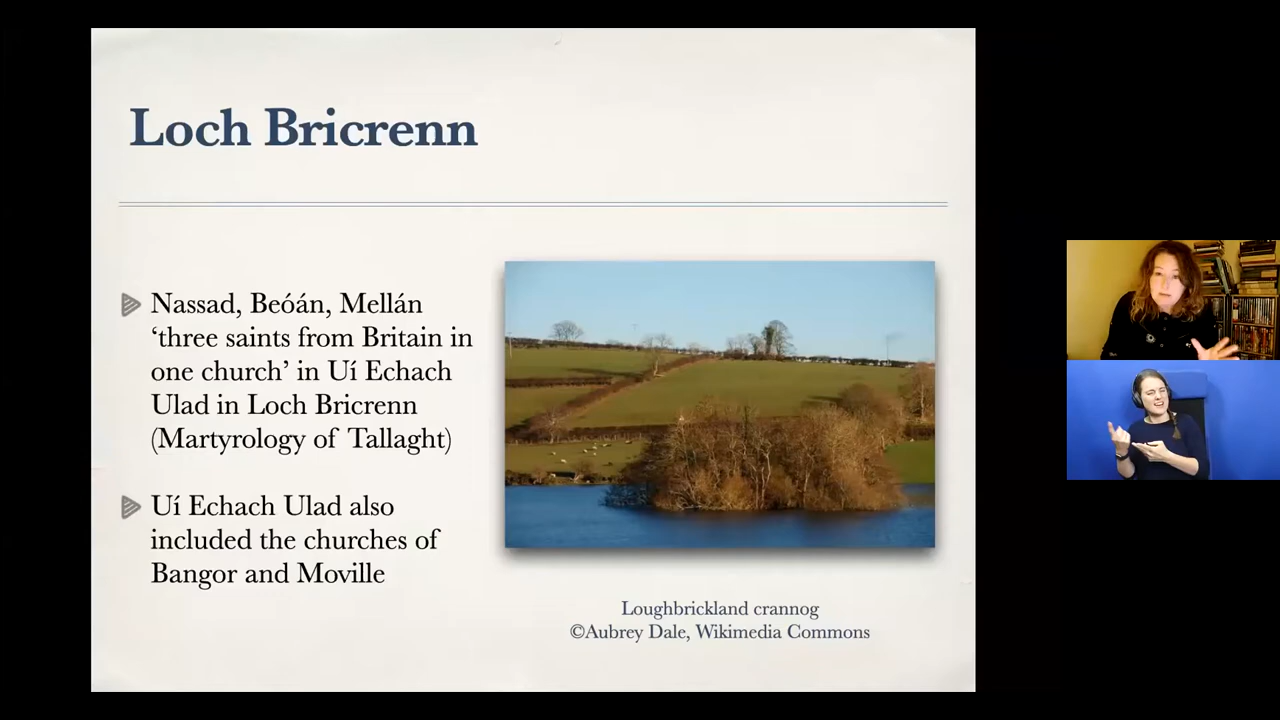 Loch Bricrenn
Nassad, Beóán, Mellán
‘three saints from Britain in
one church’ in Uí Echach
Ulad in Loch Bricrenn
(Martyrology of Tallaght)
Uí Echach Ulad also
included the churches of
Bangor and Moville
Loughbrickland crannog
©Aubrey Dale, Wikimedia Commons